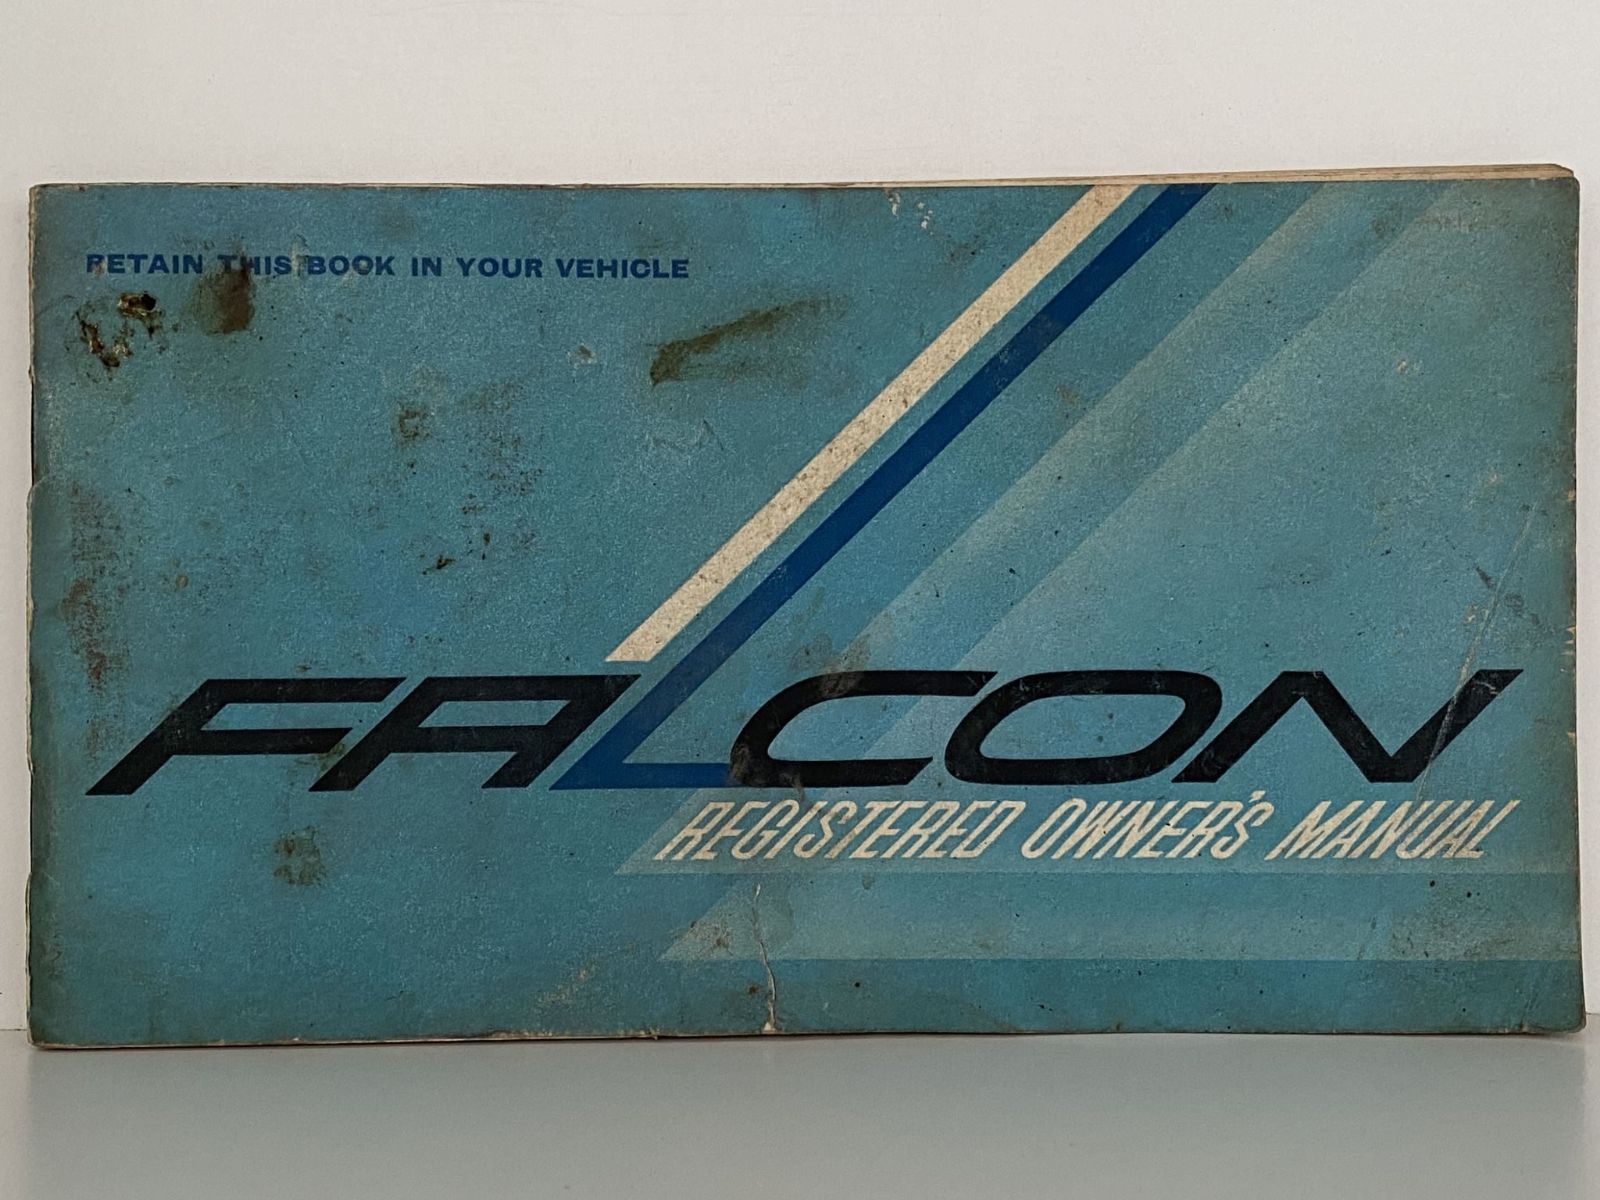 RETAIN THIS BOOK IN YOUR VEHICLE
FALCON
REGISTERED OWNER'S MANUAL